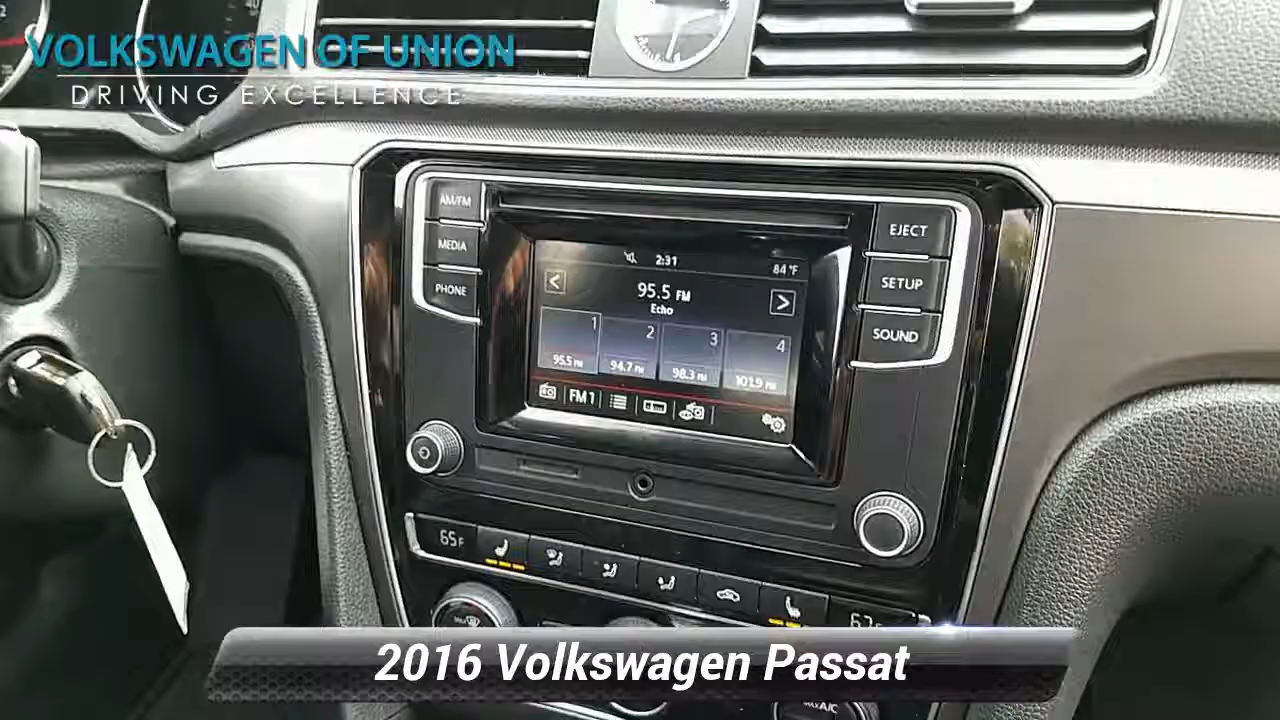 VOLKSWAGEN OF UNION
DRIVING EXCELLENCE
AM/FM
MEDIA
PHONE
EJECT
SETUP
SOUND
2:31
84°F
95.5 FM
Echo
1
2
3
4
95.5 FM
94.7 FM
98.3 FM
101.9 FM
FM1
65F
2016 Volkswagen Passat